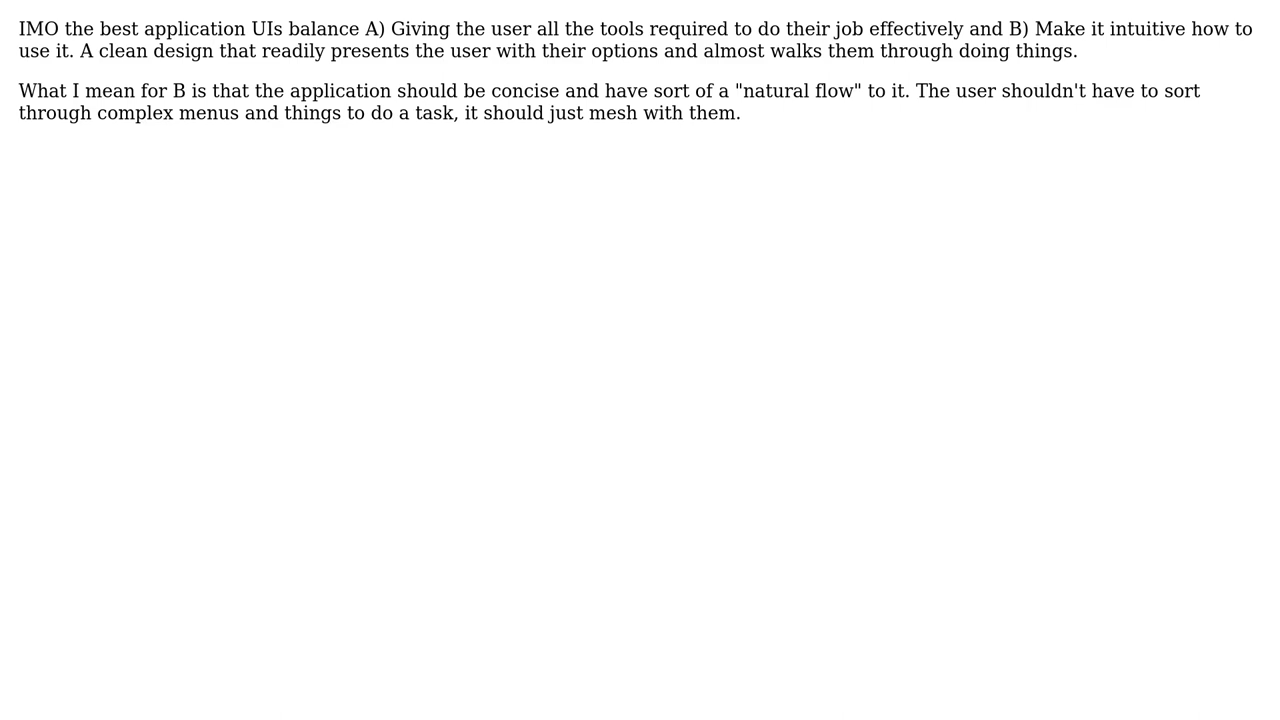 IMO the best application UIs balance A) Giving the user all the tools required to do their job effectively and B) Make it intuitive how to
use it. A clean design that readily presents the user with their options and almost walks them through doing things.
What I mean for B is that the application should be concise and have sort of a "natural flow" to it. The user shouldn't have to sort
through complex menus and things to do a task, it should just mesh with them.